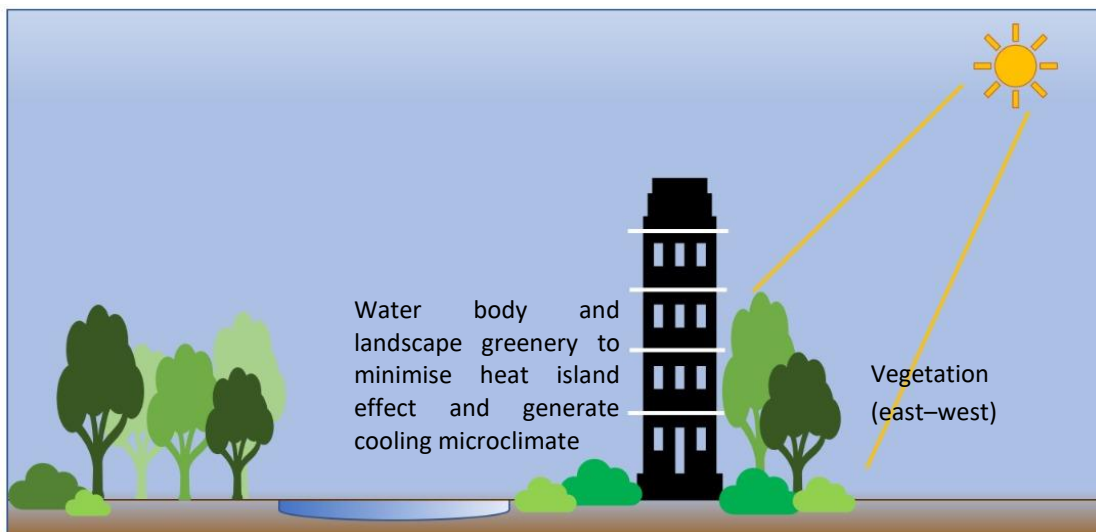 Water body and
landscape greenery to
minimise heat island
effect and generate
cooling microclimate
Vegetation
(east–west)